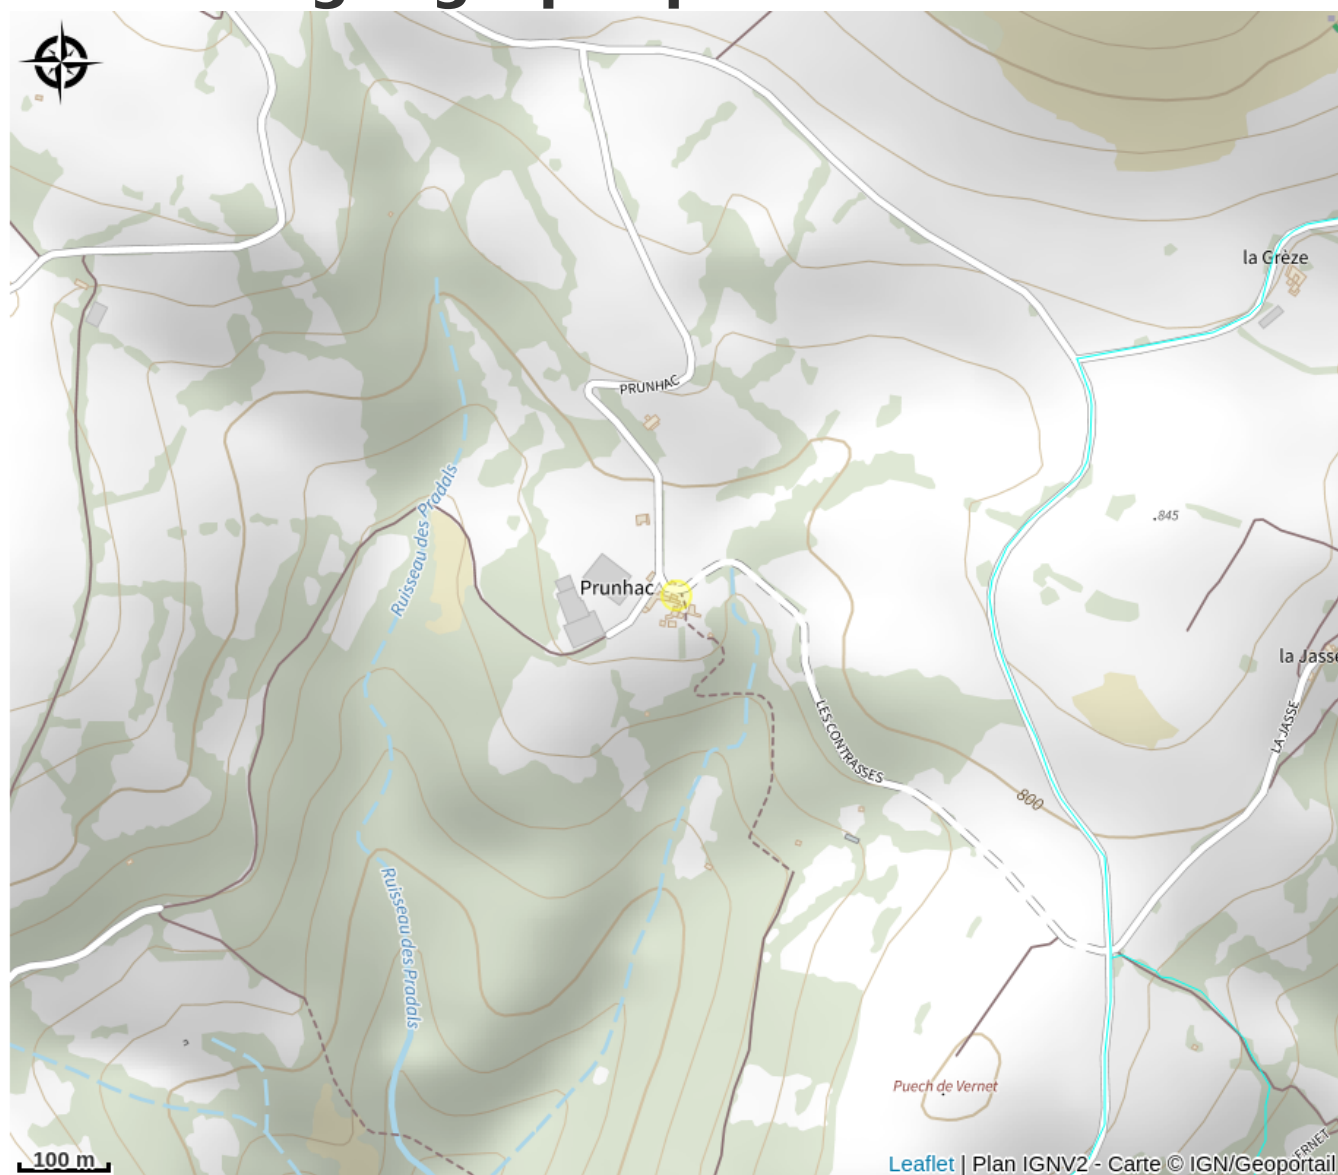 la Grèze
PRUNHAC
Ruisseau des Pradals
845
Prunhac
la Jasse
LA JASSE
LES CONTRASSES
800
Ruisseau des Pradals
Puech de Vernet
ERNET
100 m
Leaflet | Plan IGNV2 - Carte © IGN/Geoportail